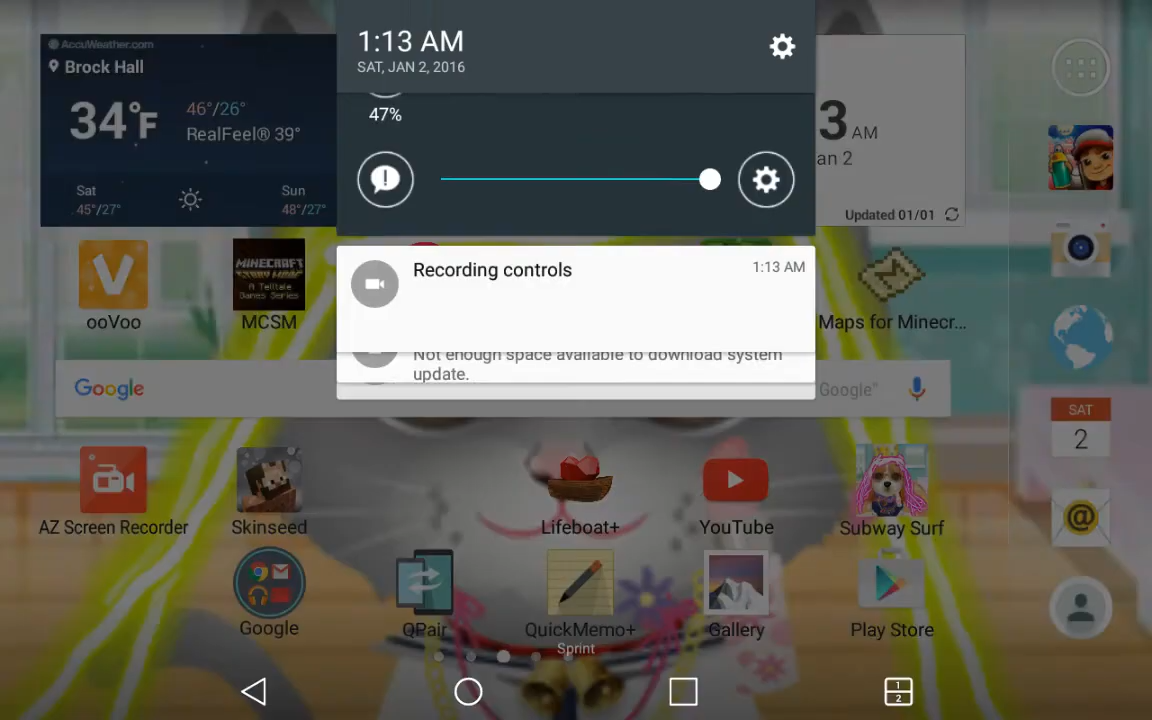 1:13 AM
SAT, JAN 2, 2016
47%
AccuWeather.com
Brock Hall
34°F
46°/26°
RealFeel® 39°
Sat
45°/27°
Sun
48°/27°
3 AM
an 2
Updated 01/01
Recording controls
1:13 AM
Not enough space available to download system
update.
ooVoo
MINECRAFT
STORY MODE
A Telltale
Games Series
MCSM
Maps for Minecr...
Google
Google"
SAT
2
AZ Screen Recorder
Skinseed
Lifeboat+
YouTube
Subway Surf
@
Google
QPair
QuickMemo+
Gallery
Play Store
Sprint
1
2